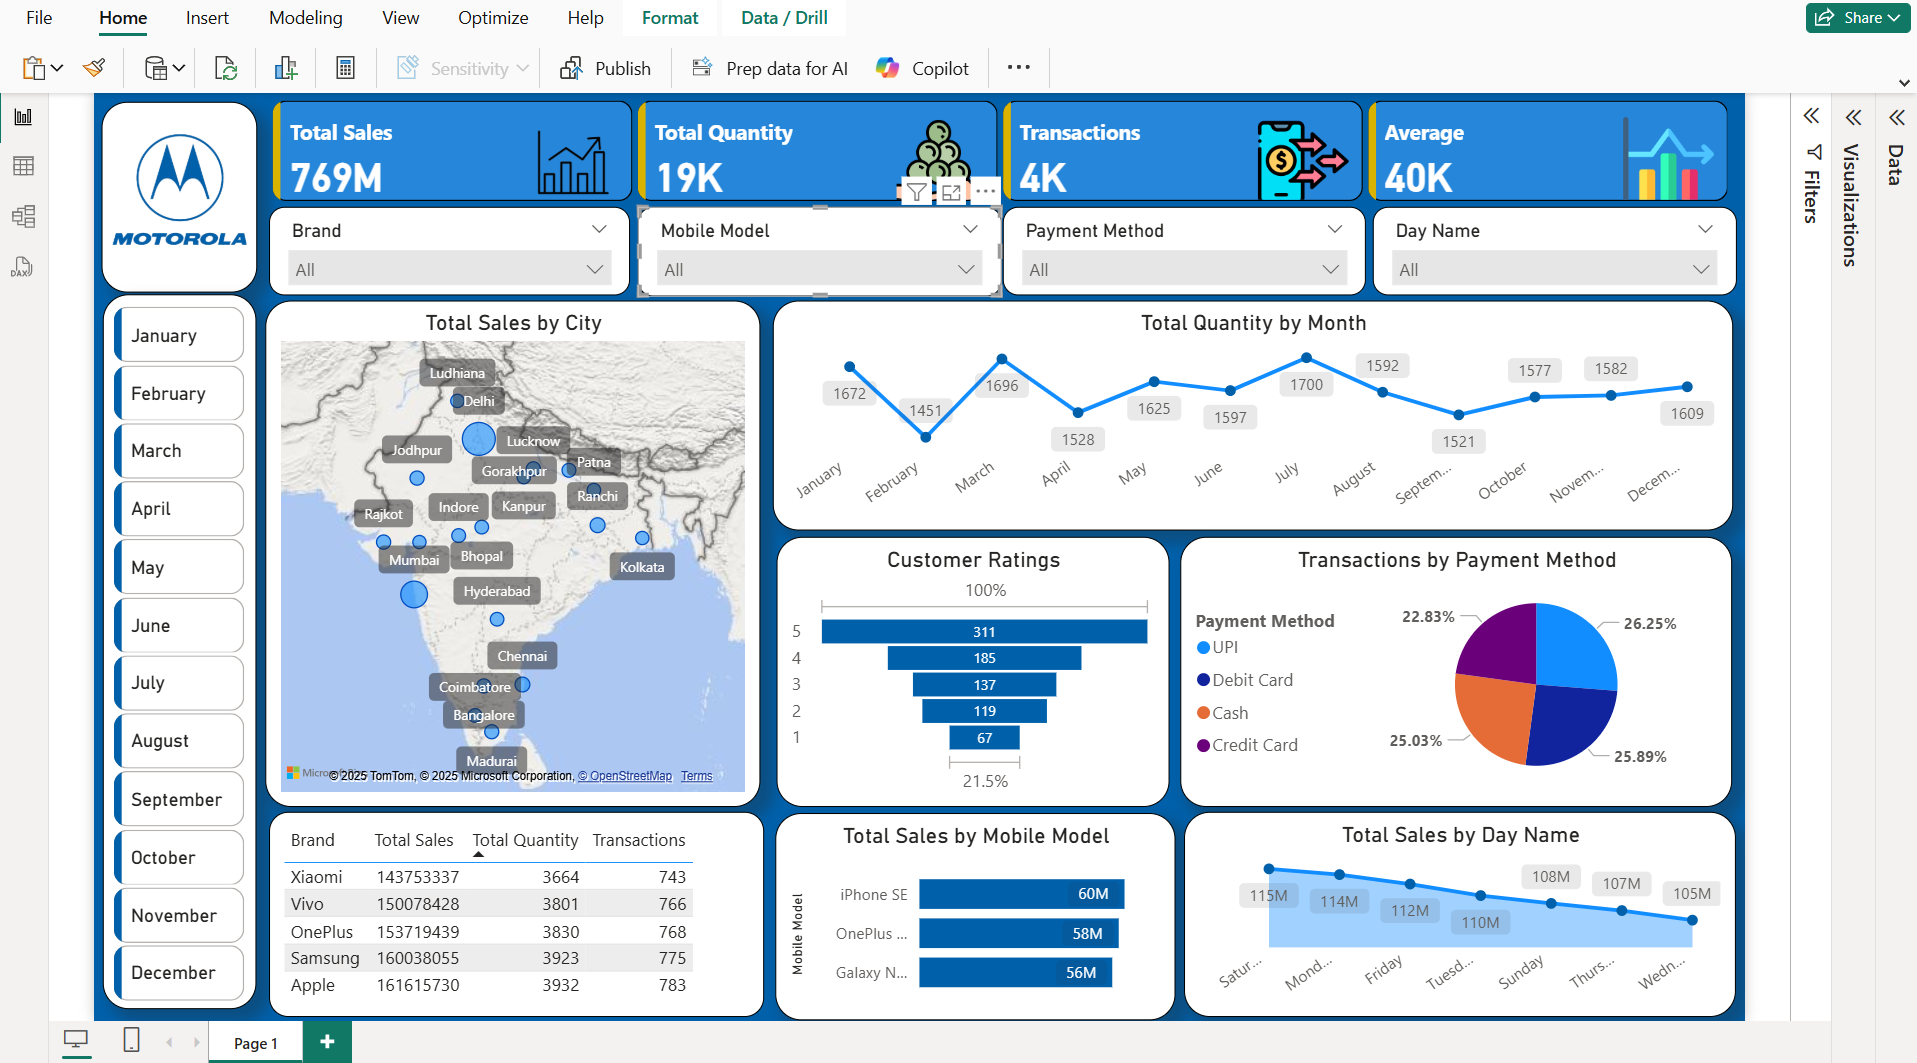 File Home Insert Modeling View Optimize Help Format Data / Drill Share
Sensitivity Publish Prep data for AI Copilot
Total Sales
769M
Total Quantity
19K
Transactions
4K
Average
40K
MOTOROLA
Brand
All
Mobile Model
All
Payment Method
All
Day Name
All
Filters
Visualizations
Data
January
February
March
April
May
June
July
August
September
October
November
December
Total Sales by City
Ludhiana
Delhi
Lucknow
Jodhpur
Gorakhpur
Patna
Ranchi
Kanpur
Indore
Rajkot
Mumbai
Bhopal
Kolkata
Hyderabad
Chennai
Coimbatore
Bangalore
Madurai
© 2025 TomTom, © 2025 Microsoft Corporation, © OpenStreetMap Terms
Total Quantity by Month
1672
1451
1696
1528
1625
1597
1700
1592
1521
1577
1582
1609
January
February
March
April
May
June
July
August
Septem...
October
Novem...
Decem...
Customer Ratings
100%
5 311
4 185
3 137
2 119
1 67
21.5%
Transactions by Payment Method
Payment Method
UPI
Debit Card
Cash
Credit Card
22.83%
26.25%
25.03%
25.89%
Brand Total Sales Total Quantity Transactions
Xiaomi 143753337 3664 743
Vivo 150078428 3801 766
OnePlus 153719439 3830 768
Samsung 160038055 3923 775
Apple 161615730 3932 783
Total Sales by Mobile Model
Mobile Model
iPhone SE 60M
OnePlus ... 58M
Galaxy N... 56M
Total Sales by Day Name
115M
114M
112M
110M
108M
107M
105M
Satur...
Mond...
Friday
Tuesd...
Sunday
Thurs...
Wedn...
Page 1
DAX